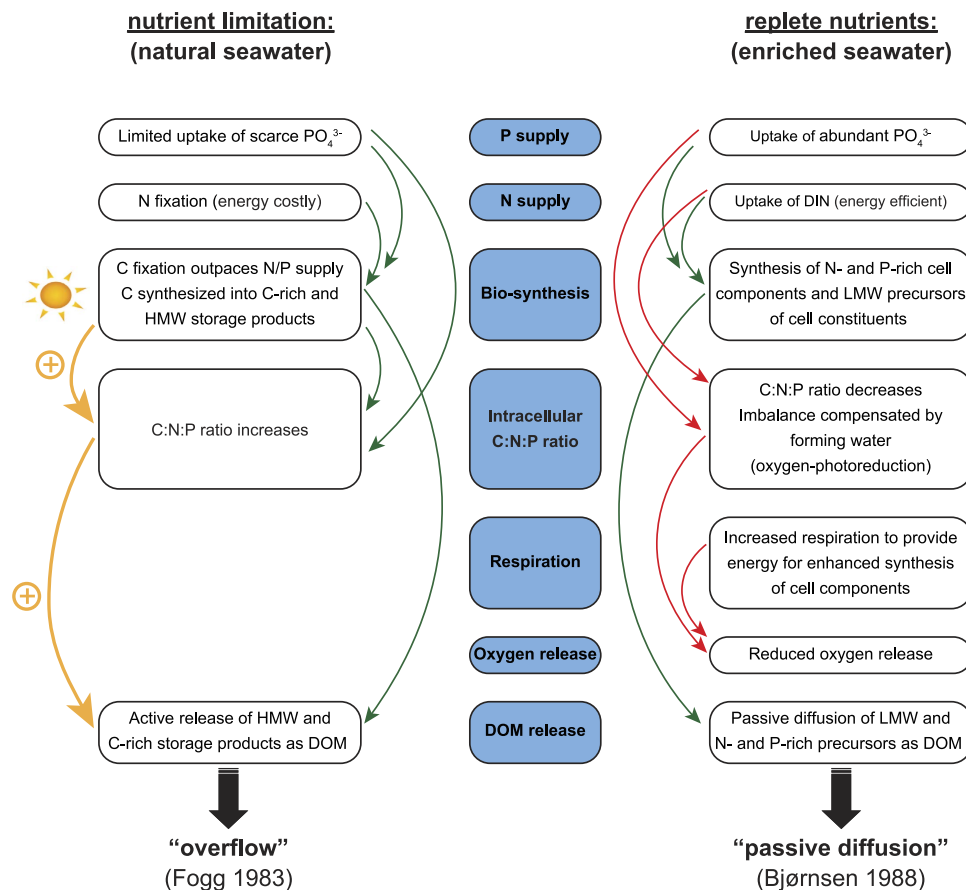 nutrient limitation:
(natural seawater)
replete nutrients:
(enriched seawater)
Limited uptake of scarce PO₄³⁻
P supply
Uptake of abundant PO₄³⁻
N fixation (energy costly)
N supply
Uptake of DIN (energy efficient)
C fixation outpaces N/P supply
C synthesized into C-rich and
HMW storage products
Bio-synthesis
Synthesis of N- and P-rich cell
components and LMW precursors
of cell constituents
C:N:P ratio increases
Intracellular
C:N:P ratio
C:N:P ratio decreases
Imbalance compensated by
forming water
(oxygen-photoreduction)
Respiration
Increased respiration to provide
energy for enhanced synthesis
of cell components
Oxygen release
Reduced oxygen release
Active release of HMW and
C-rich storage products as DOM
DOM release
Passive diffusion of LMW and
N- and P-rich precursors as DOM
"overflow"
(Fogg 1983)
"passive diffusion"
(Bjørnsen 1988)